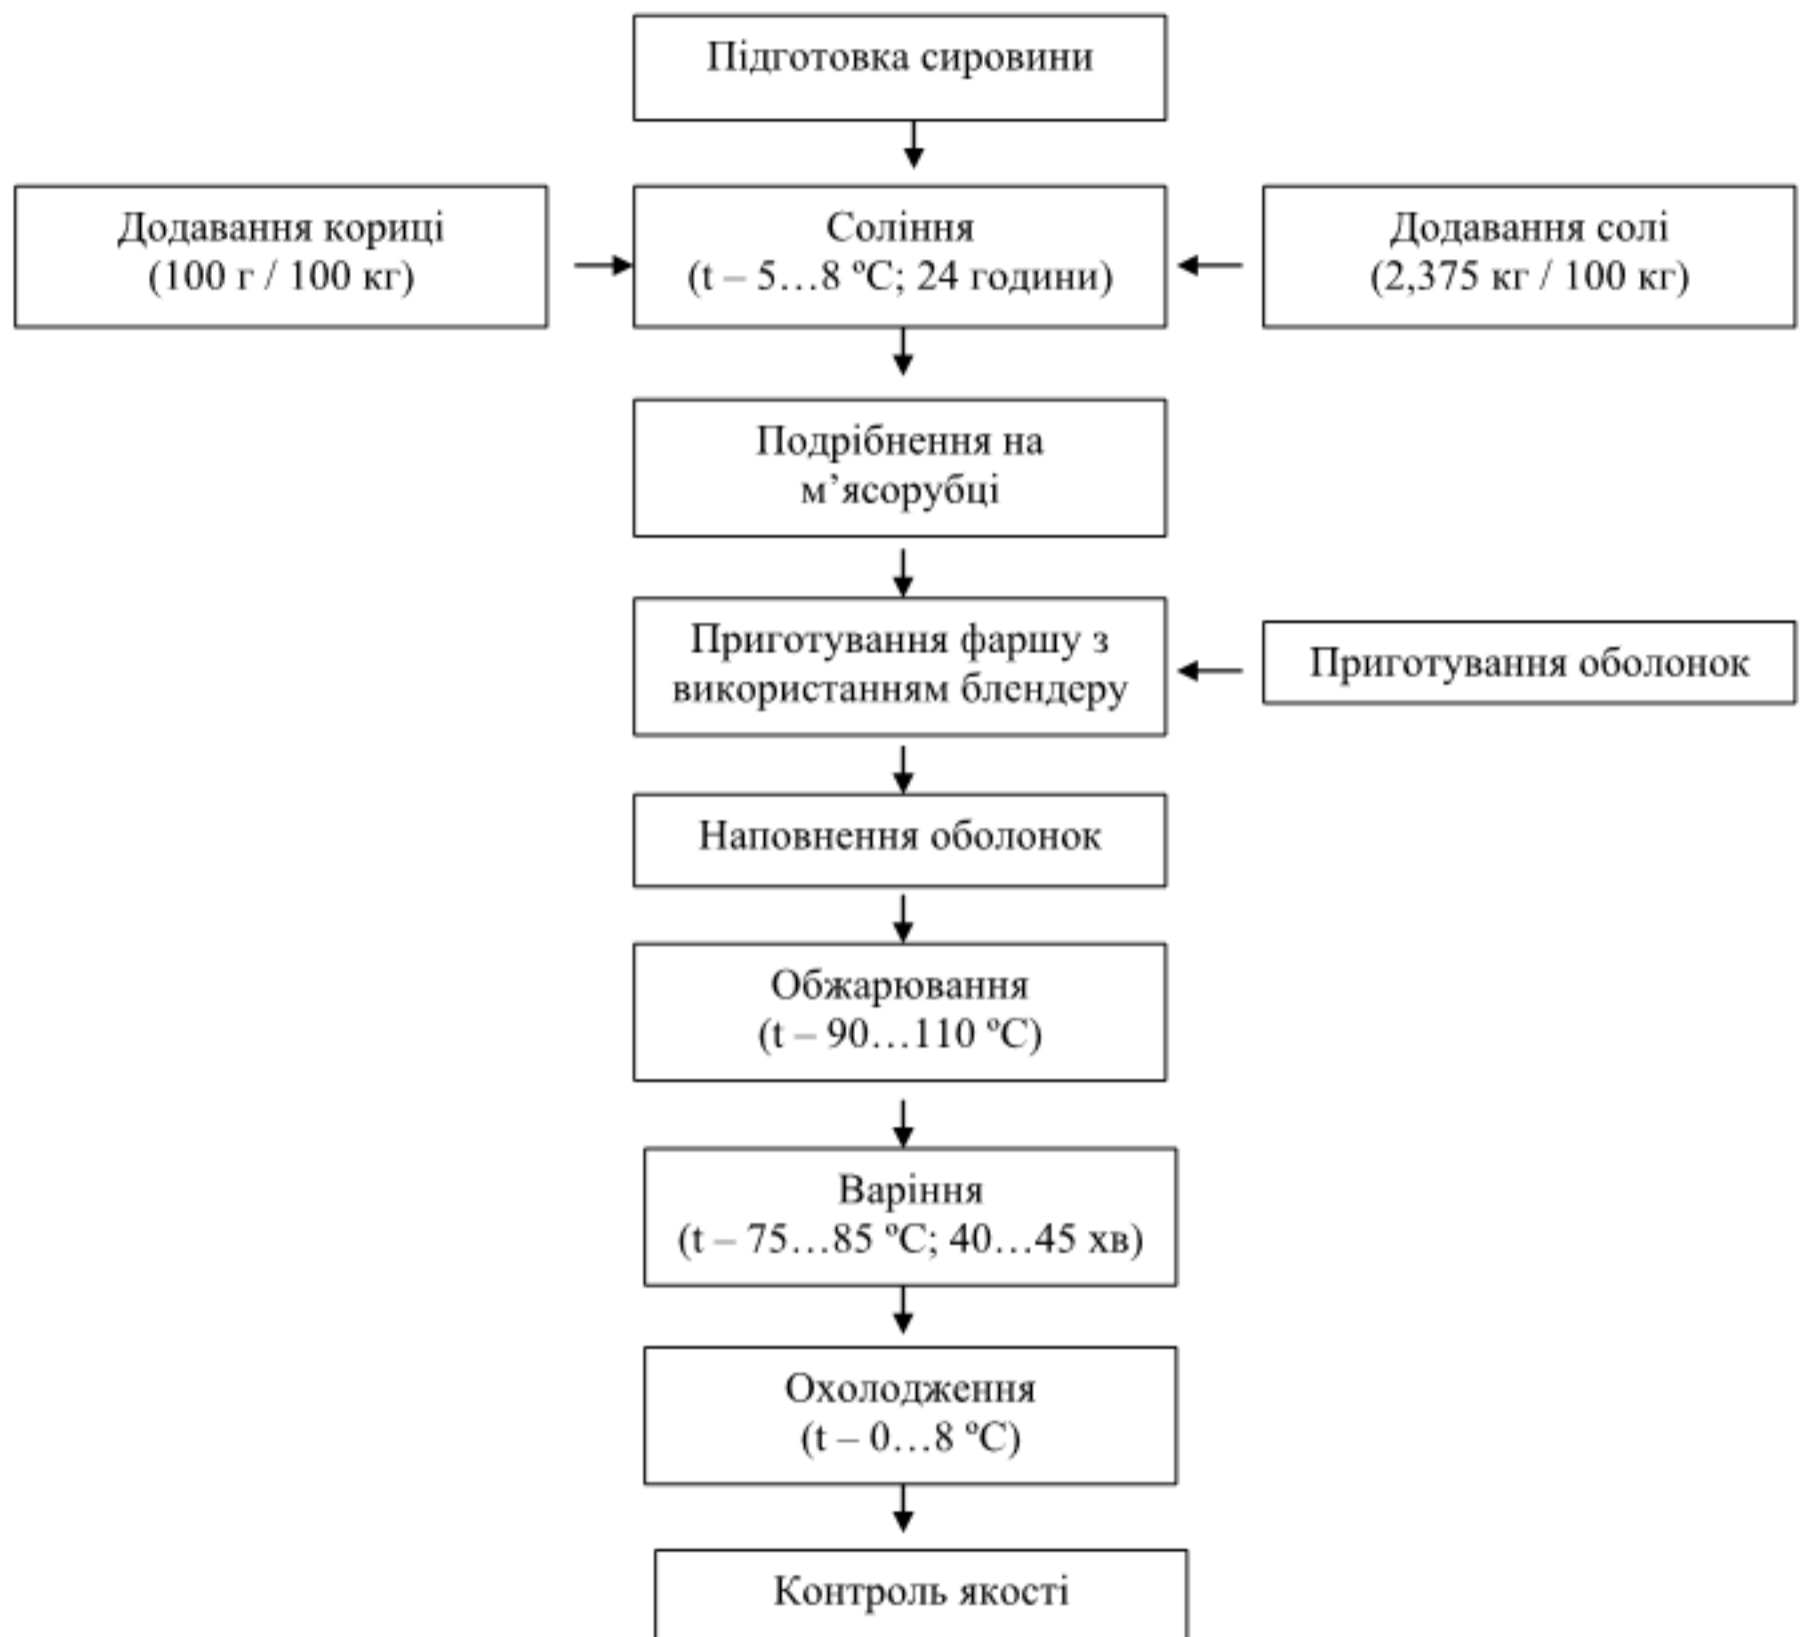 Підготовка сировини
Додавання кориці
(100 г / 100 кг)
Соління
(t – 5…8 ºС; 24 години)
Додавання солі
(2,375 кг / 100 кг)
Подрібнення на
м’ясорубці
Приготування фаршу з
використанням блендеру
Приготування оболонок
Наповнення оболонок
Обжарювання
(t – 90…110 ºС)
Варіння
(t – 75…85 ºС; 40…45 хв)
Охолодження
(t – 0…8 ºС)
Контроль якості